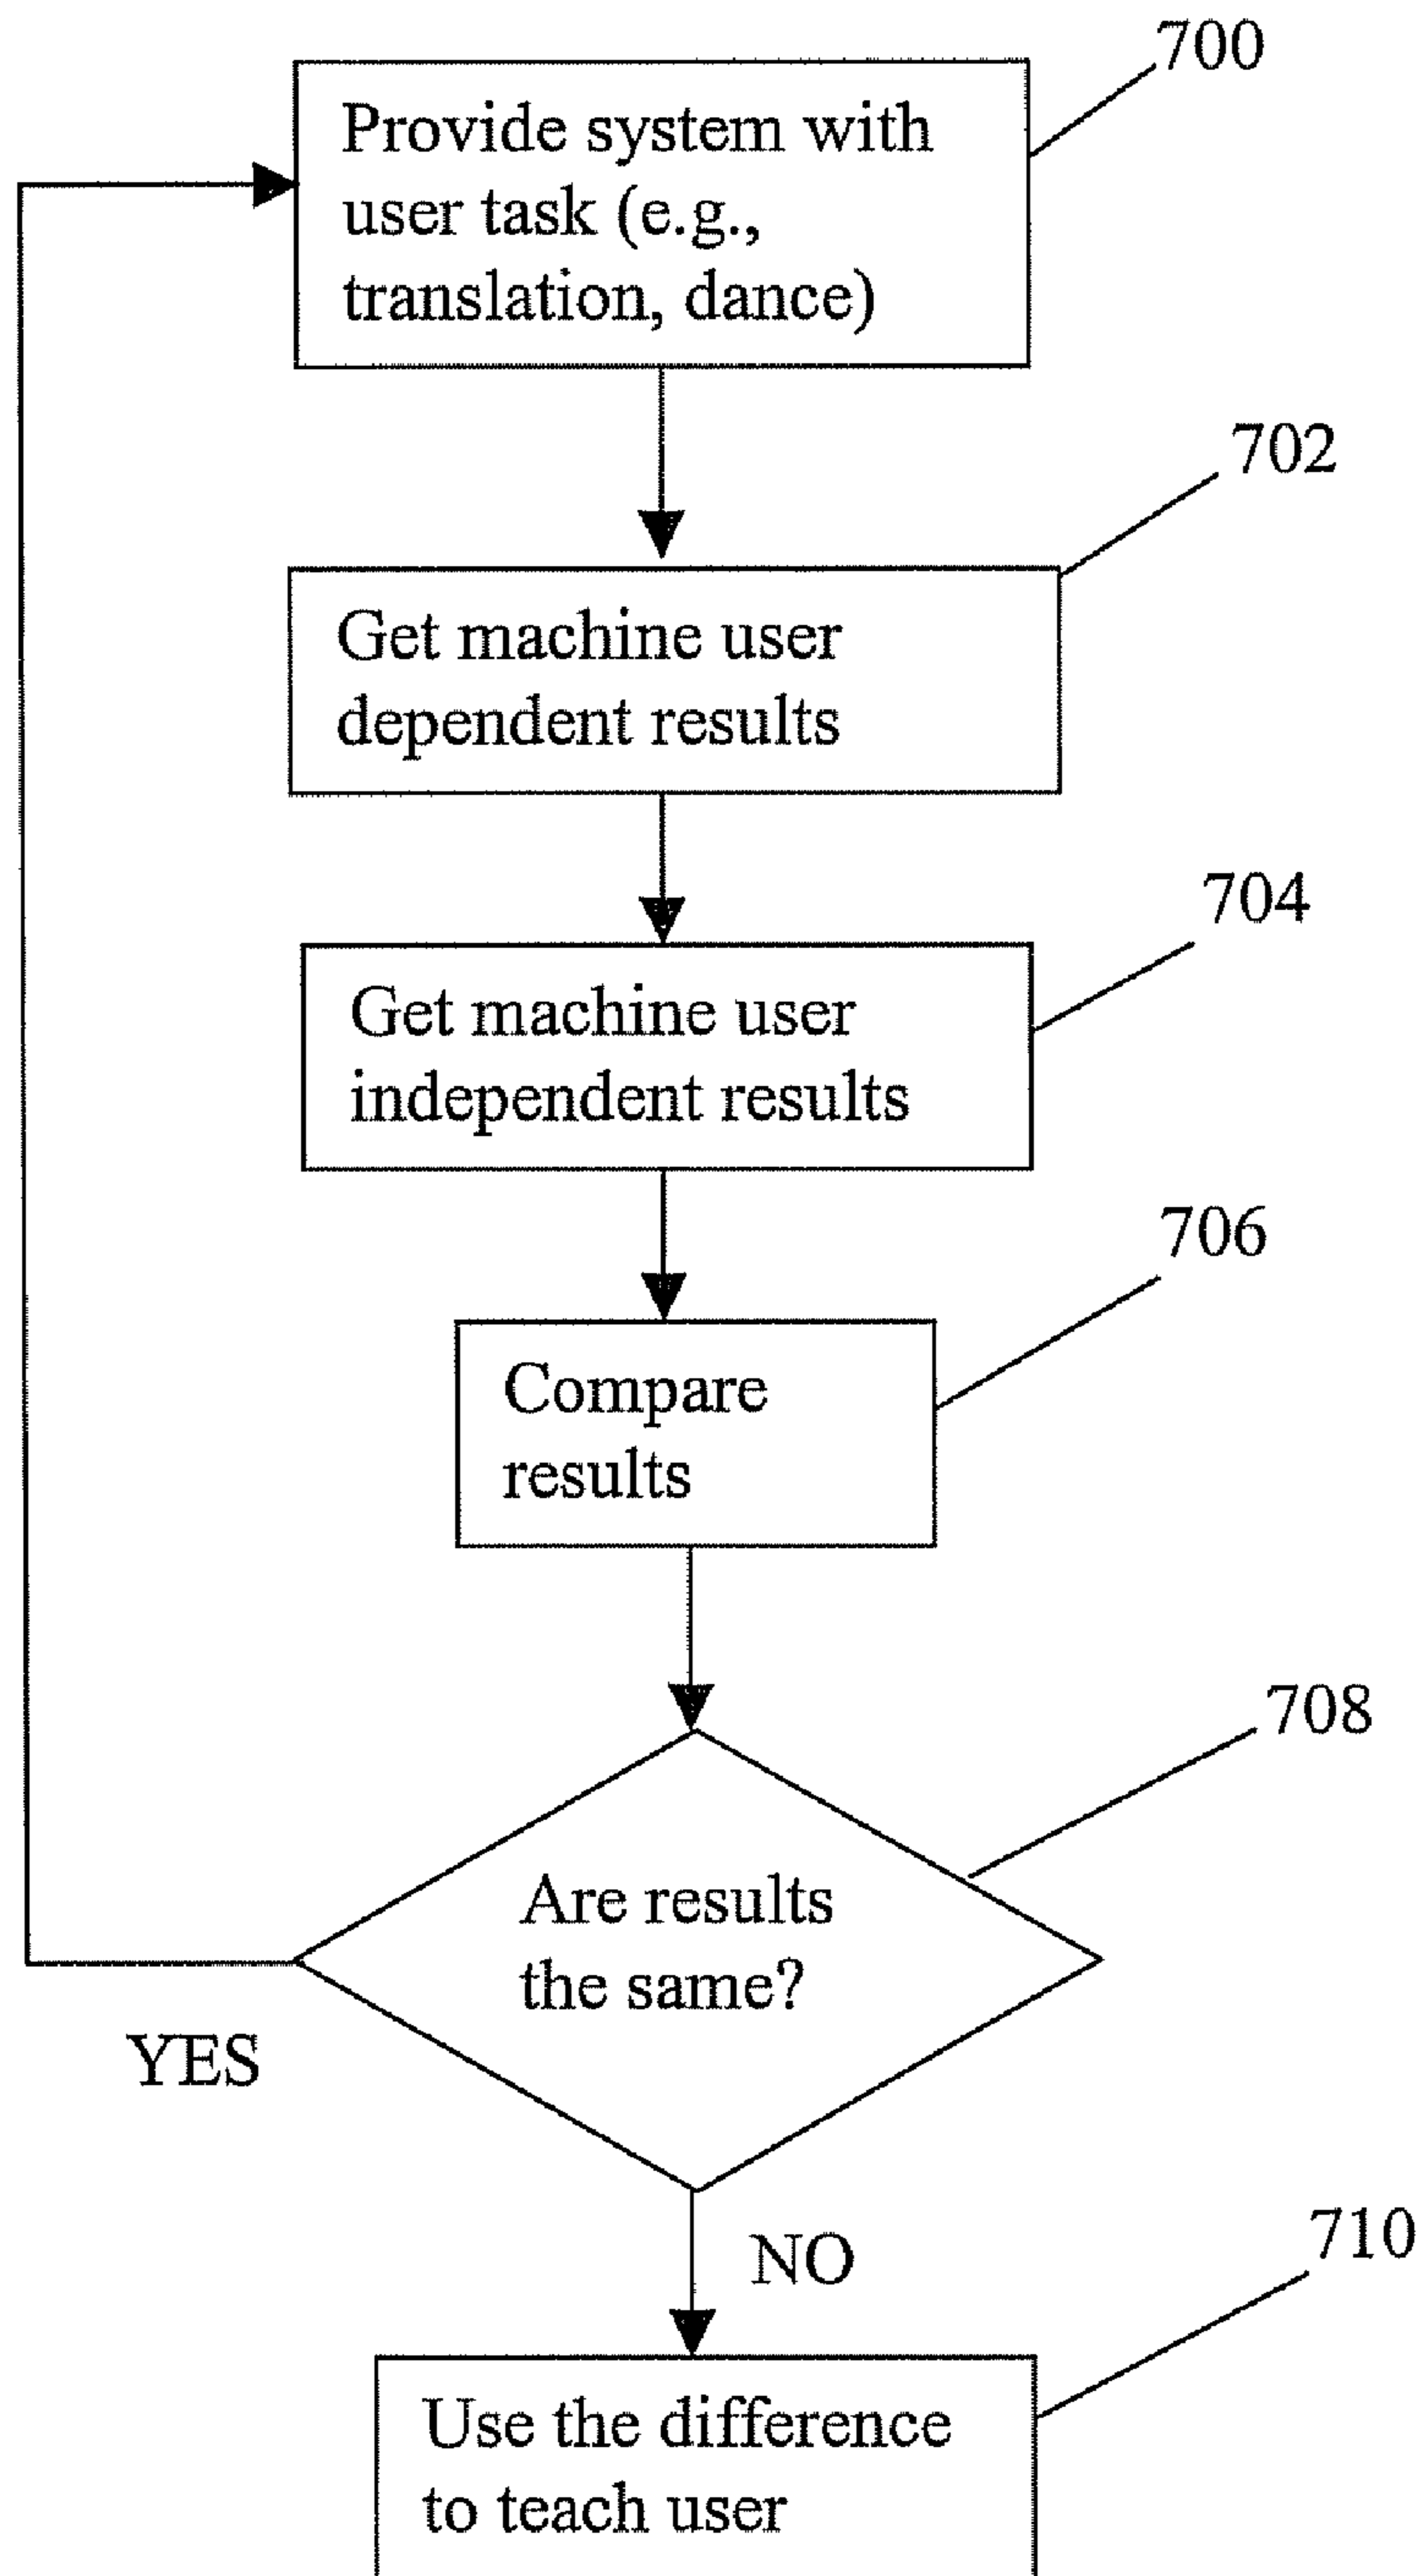 700
Provide system with
user task (e.g.,
translation, dance)
702
Get machine user
dependent results
704
Get machine user
independent results
706
Compare
results
708
Are results
the same?
YES
NO
710
Use the difference
to teach user